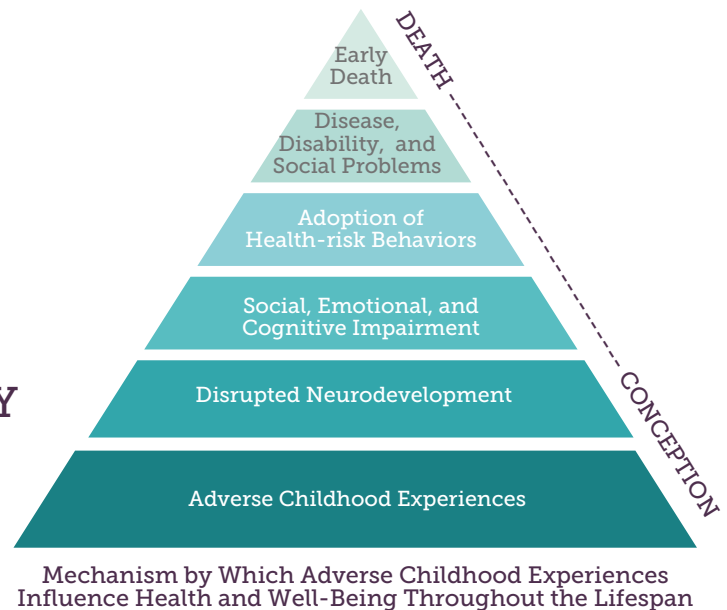 Early
Death
DEATH
Disease,
Disability, and
Social Problems
Adoption of
Health-risk Behaviors
Social, Emotional, and
Cognitive Impairment
Y
Disrupted Neurodevelopment
CONCEPTION
Adverse Childhood Experiences
Mechanism by Which Adverse Childhood Experiences
Influence Health and Well-Being Throughout the Lifespan